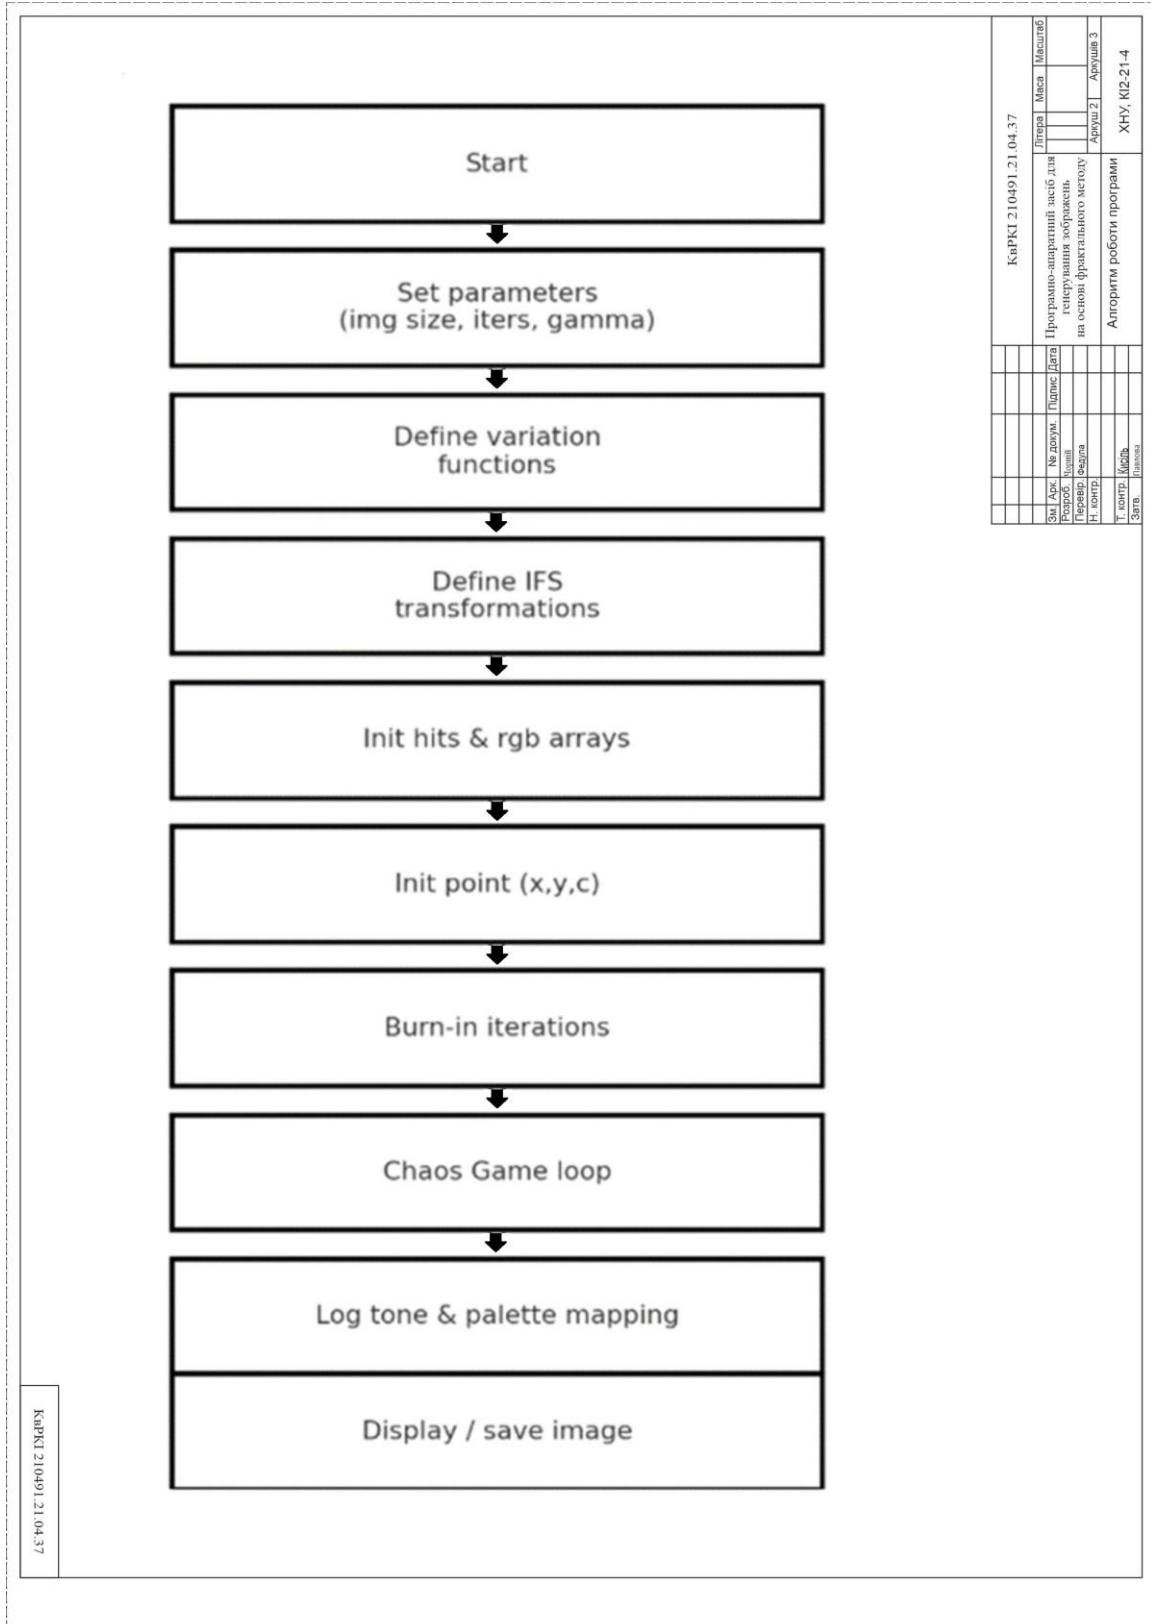 Start
Set parameters
(img size, iters, gamma)
Define variation
functions
Define IFS
transformations
Init hits & rgb arrays
Init point (x,y,c)
Burn-in iterations
Chaos Game loop
Log tone & palette mapping
Display / save image
КвРКІ 210491.21.04.37
КвРКІ 210491.21.04.37
Програмно-апаратний засіб для
генерування зображень
на основі фрактального методу
Алгоритм роботи програми
Літера Маса Масштаб
Аркуш 2 Аркушів 3
ХНУ, КІ2-21-4
Зм. Арк. № докум. Підпис Дата
Розроб. Чорний
Перевір. Федула
Н. контр.
Т. контр. Кисіль
Затв. Павлова